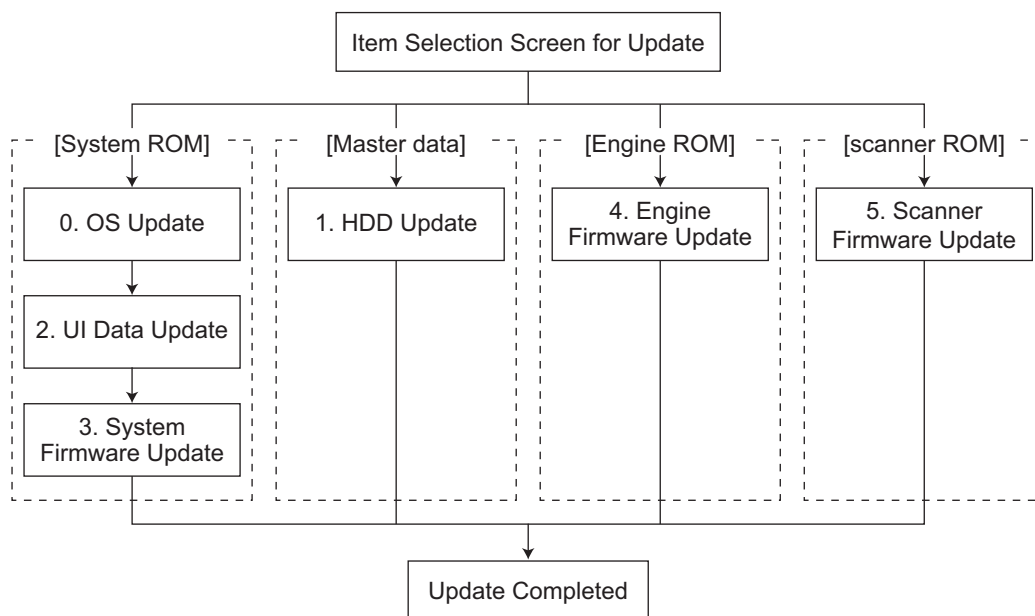 Item Selection Screen for Update
[System ROM]
[Master data]
[Engine ROM]
[scanner ROM]
0. OS Update
1. HDD Update
4. Engine
Firmware Update
5. Scanner
Firmware Update
2. UI Data Update
3. System
Firmware Update
Update Completed